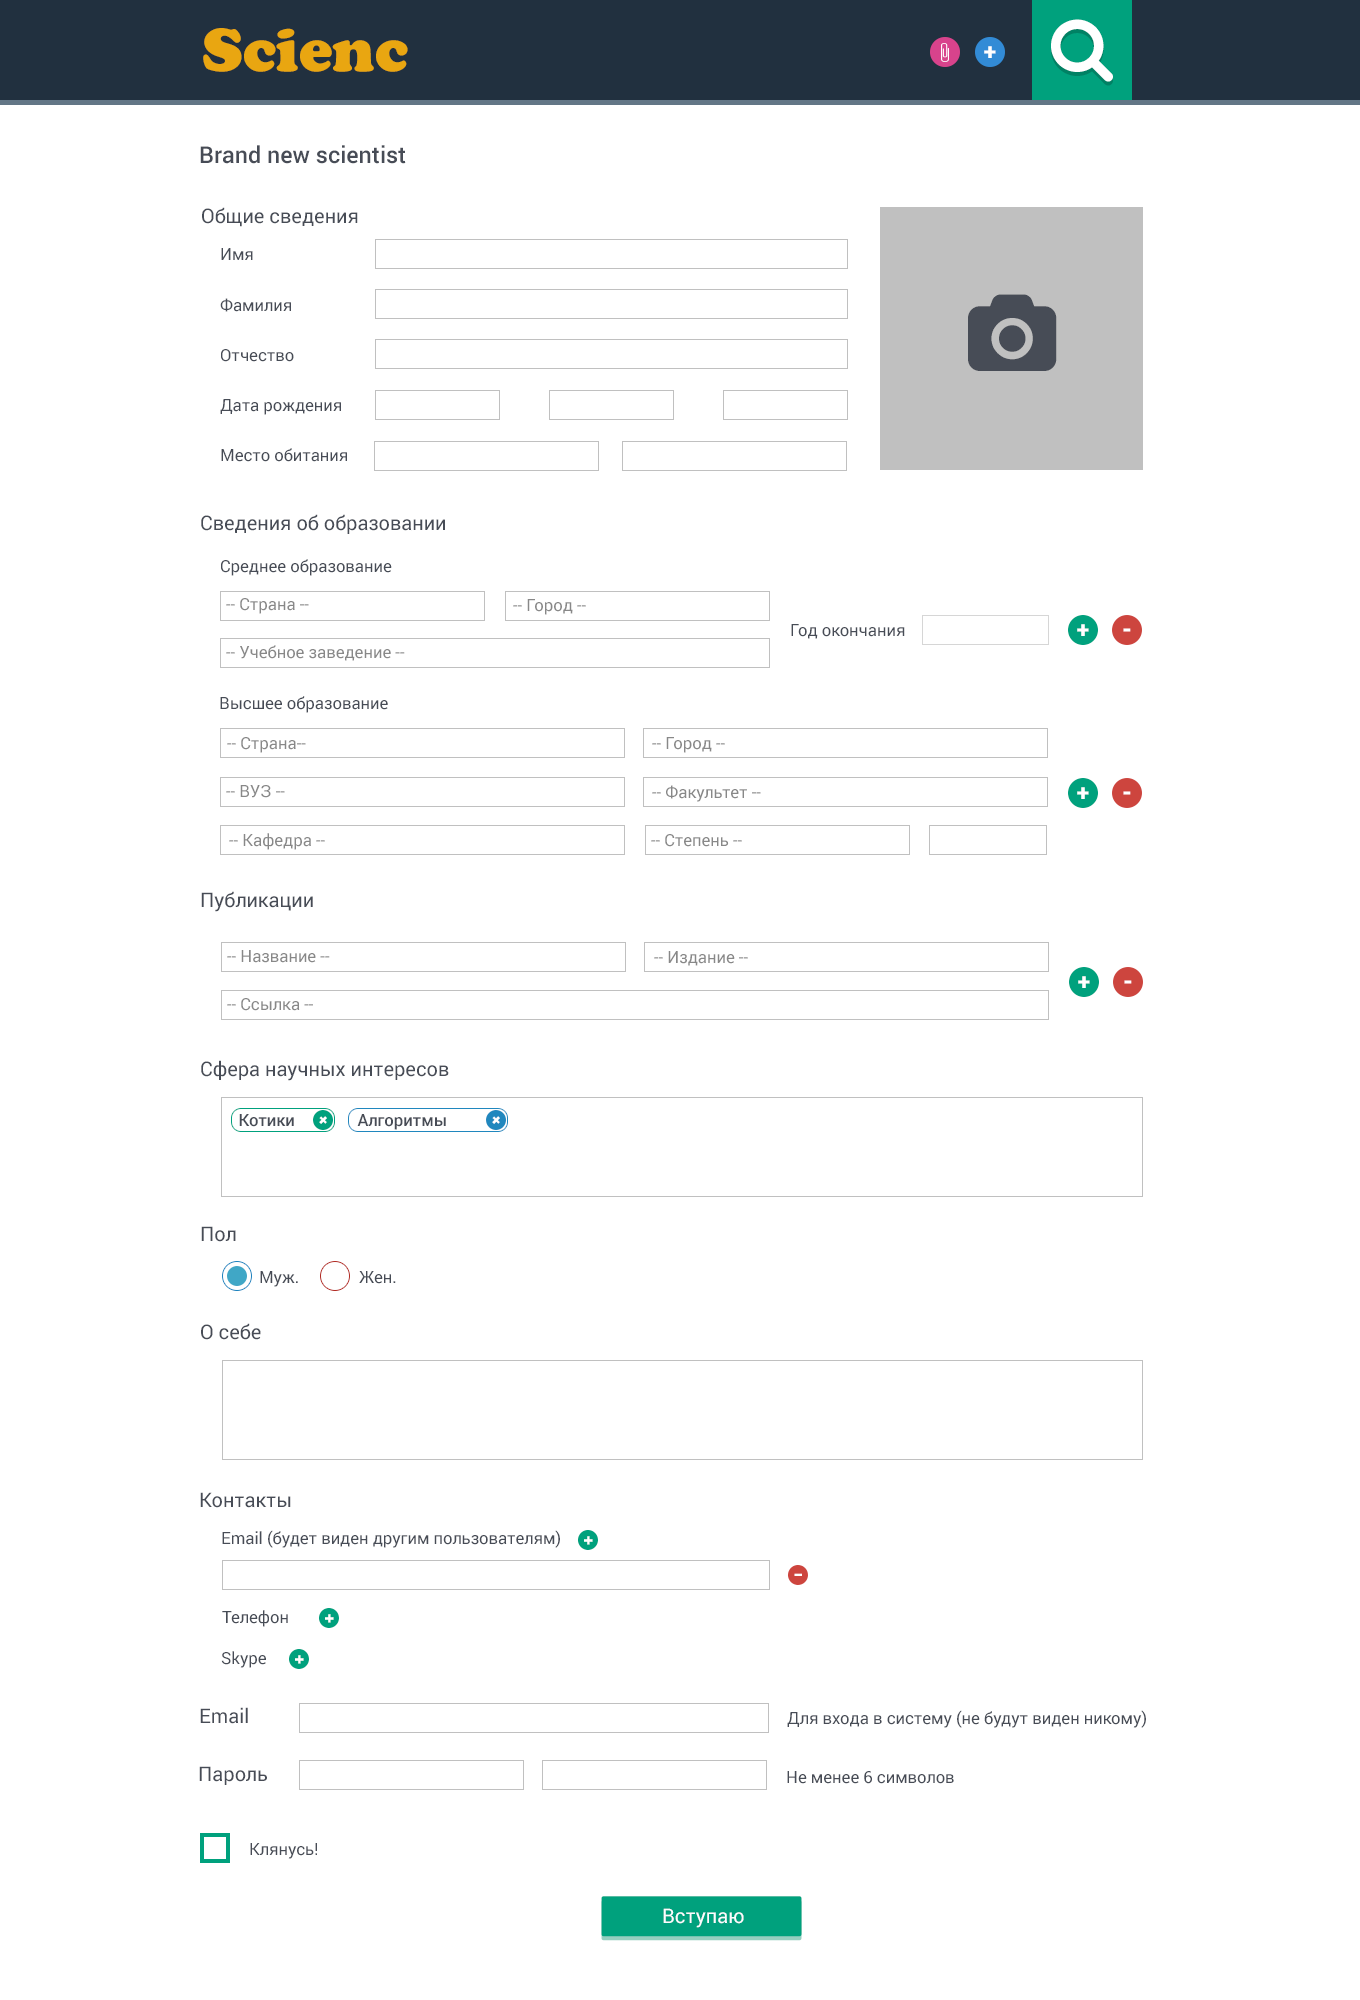 Scienc
Brand new scientist
Общие сведения
Имя
Фамилия
Отчество
Дата рождения
Место обитания
Сведения об образовании
Среднее образование
-- Страна -- -- Город --
Год окончания
-- Учебное заведение --
Высшее образование
-- Страна-- -- Город --
-- ВУЗ -- -- Факультет --
-- Кафедра -- -- Степень --
Публикации
-- Название -- -- Издание --
-- Ссылка --
Сфера научных интересов
Котики Алгоритмы
Пол
Муж. Жен.
О себе
Контакты
Email (будет виден другим пользователям)
Телефон
Skype
Email Для входа в систему (не будут виден никому)
Пароль Не менее 6 символов
Клянусь!
Вступаю